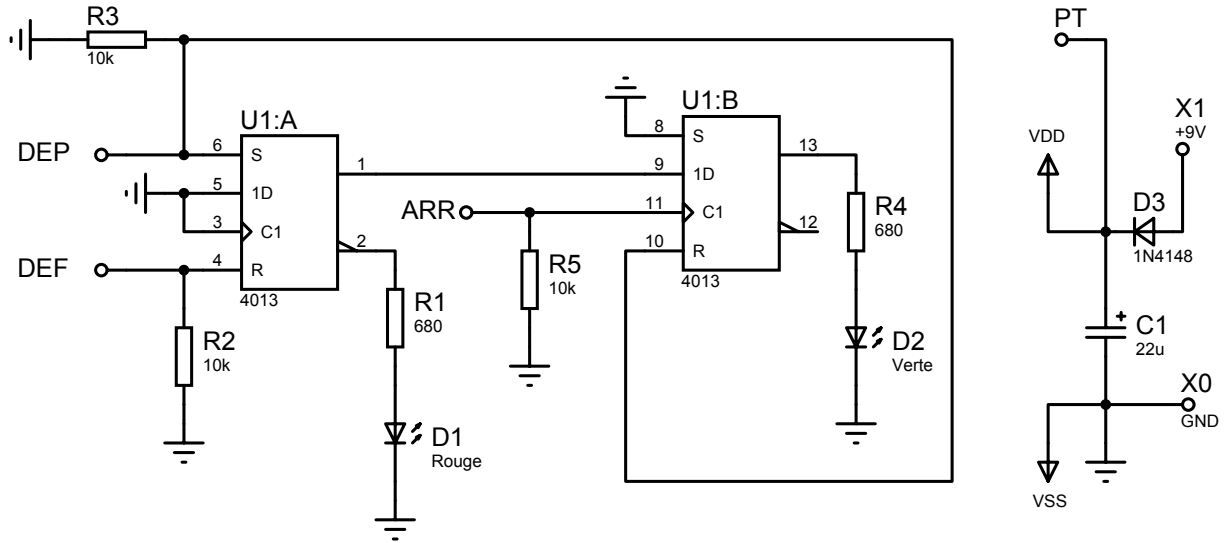 R3
10k
U1:A
DEP
6
S
5
1D
3
C1
DEF
4
R
1
2
4013
R2
10k
R1
680
D1
Rouge
ARR
R5
10k
U1:B
8
S
9
1D
11
C1
10
R
13
12
4013
R4
680
D2
Verte
PT
X1
+9V
VDD
D3
1N4148
+
C1
22u
X0
GND
VSS